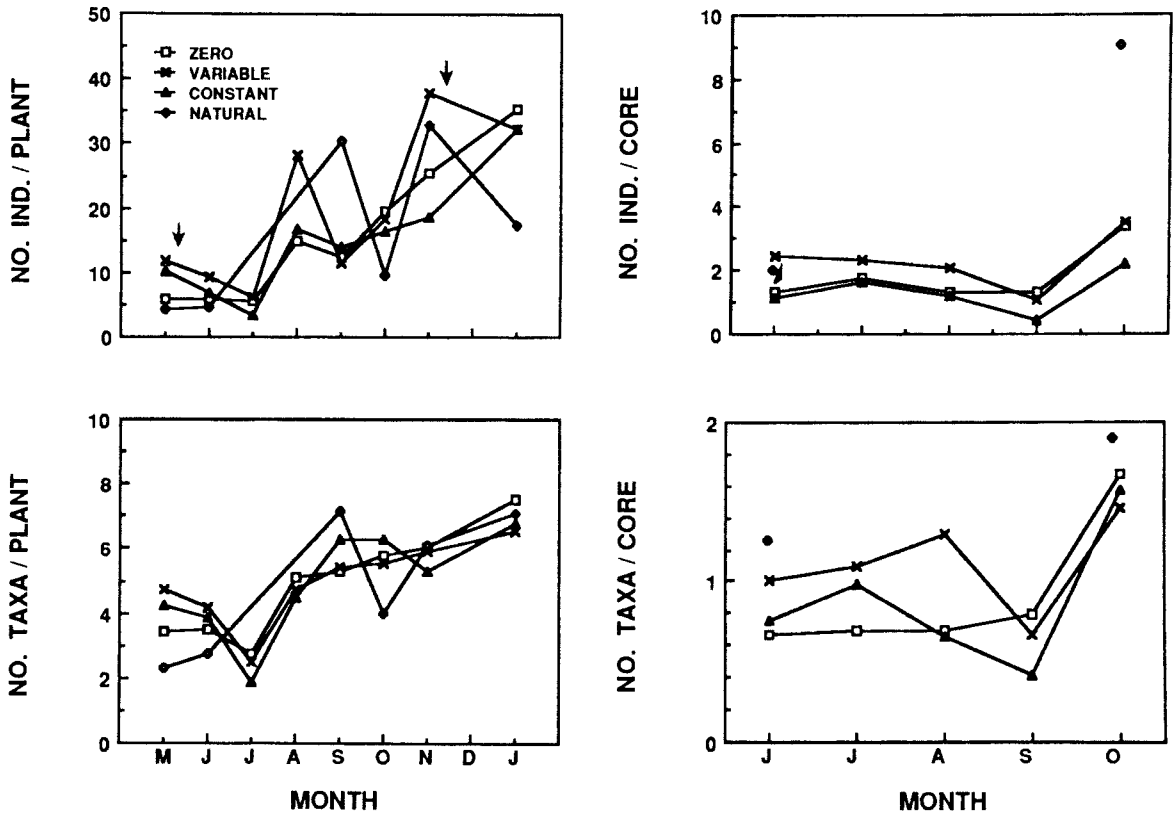 NO. IND. / PLANT
50
40
30
20
10
0
ZERO
VARIABLE
CONSTANT
NATURAL
NO. IND. / CORE
10
8
6
4
2
0
NO. TAXA / PLANT
10
8
6
4
2
0
M J J A S O N D J
MONTH
NO. TAXA / CORE
2
1
0
J J A S O
MONTH